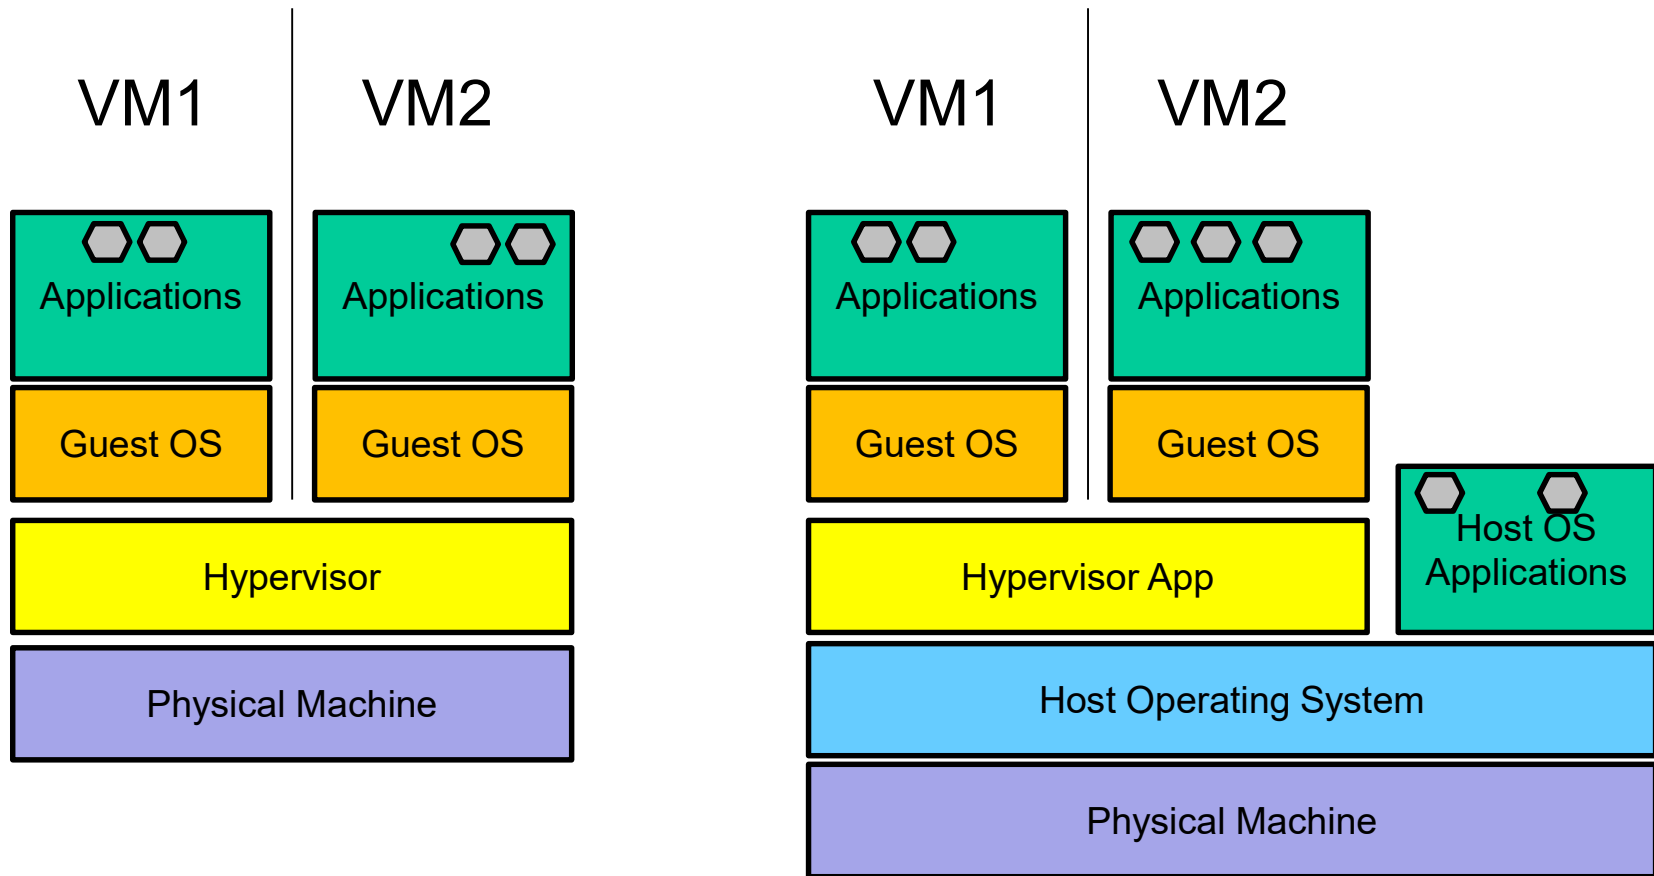 VM1
VM2
Applications
Applications
Guest OS
Guest OS
Hypervisor
Physical Machine
VM1
VM2
Applications
Applications
Guest OS
Guest OS
Hypervisor App
Host OS
Applications
Host Operating System
Physical Machine